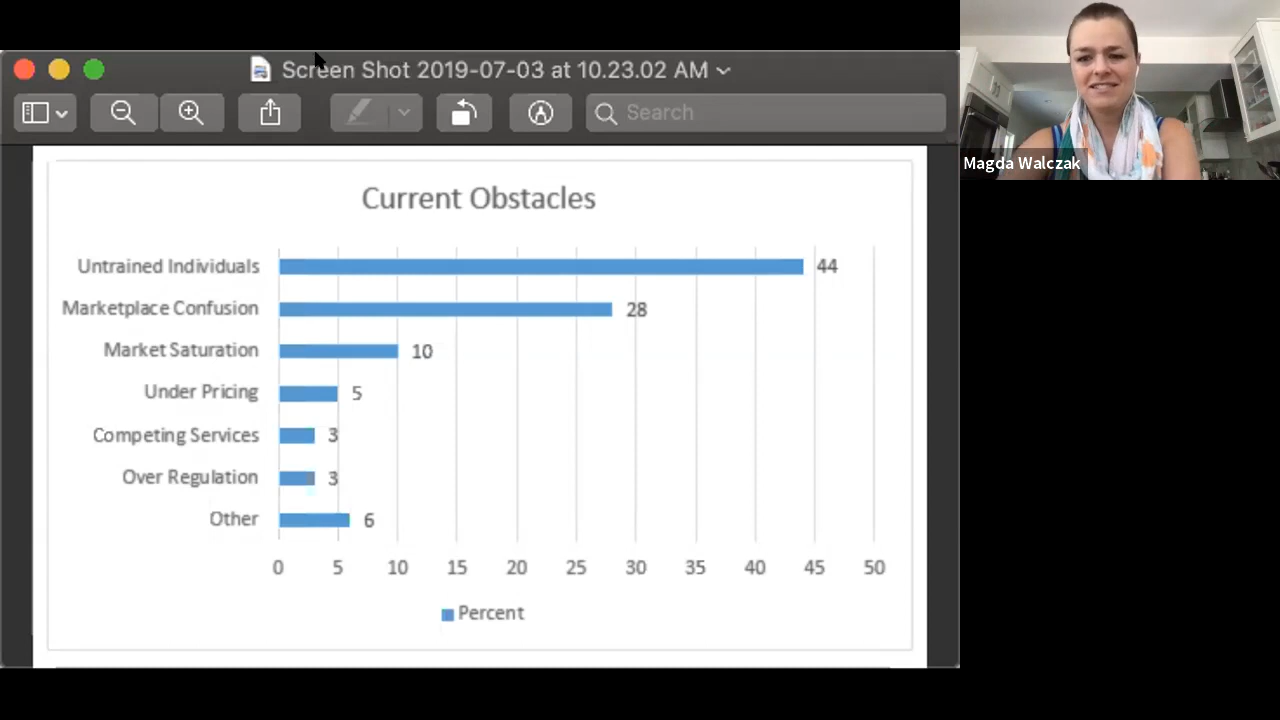 Screen Shot 2019-07-03 at 10.23.02 AM
Search
Magda Walczak
Current Obstacles
Untrained Individuals 44
Marketplace Confusion 28
Market Saturation 10
Under Pricing 5
Competing Services 3
Over Regulation 3
Other 6
0 5 10 15 20 25 30 35 40 45 50
Percent